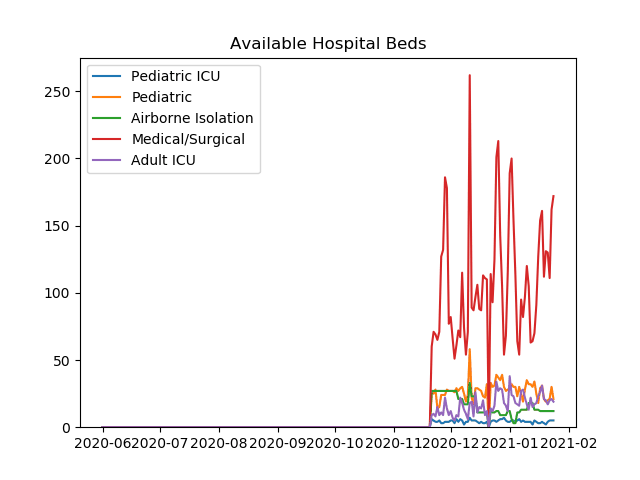 Available Hospital Beds
250
200
150
100
50
0
Pediatric ICU
Pediatric
Airborne Isolation
Medical/Surgical
Adult ICU
2020-06 2020-07 2020-08 2020-09 2020-10 2020-11 2020-12 2021-01 2021-02